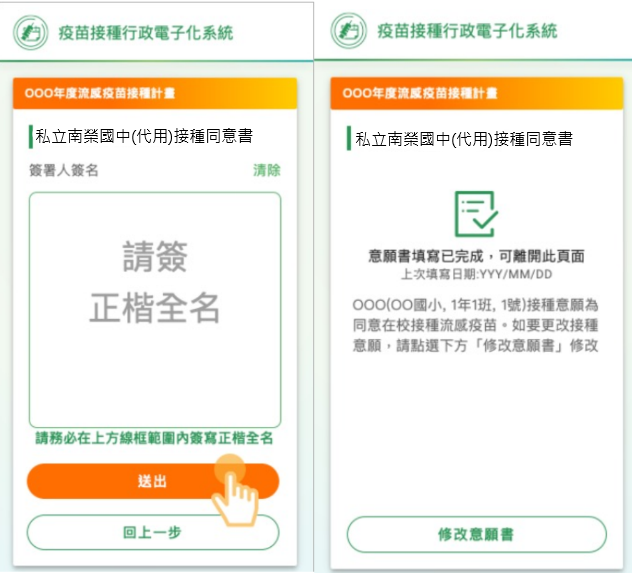 疫苗接種行政電子化系統
OOO年度流感疫苗接種計畫
私立南榮國中(代用)接種同意書
簽署人簽名
清除
請簽
正楷全名
請務必在上方線框範圍內簽寫正楷全名
送出
回上一步
疫苗接種行政電子化系統
OOO年度流感疫苗接種計畫
私立南榮國中(代用)接種同意書
意願書填寫已完成，可離開此頁面
上次填寫日期:YYY/MM/DD
OOO(OO國小, 1年1班, 1號)接種意願為
同意在校接種流感疫苗。如要更改接種
意願，請點選下方「修改意願書」修改
修改意願書